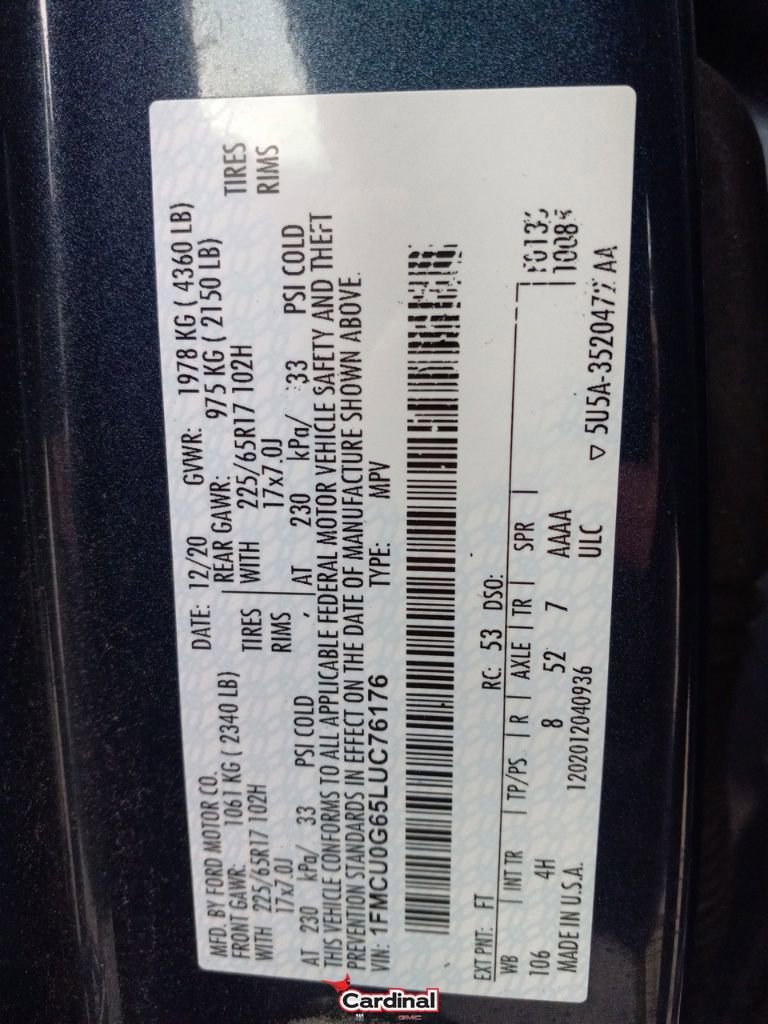 MFD. BY FORD MOTOR CO. DATE: 12/20 GVWR: 1978 KG ( 4360 LB)
FRONT GAWR: 1061 KG ( 2340 LB) REAR GAWR: 975 KG ( 2150 LB)
WITH 225/65R17 102H TIRES WITH 225/65R17 102H TIRES
17x7.0J RIMS 17x7.0J RIMS
AT 230 kPa/ 33 PSI COLD AT 230 kPa/ 33 PSI COLD
THIS VEHICLE CONFORMS TO ALL APPLICABLE FEDERAL MOTOR VEHICLE SAFETY AND THEFT
PREVENTION STANDARDS IN EFFECT ON THE DATE OF MANUFACTURE SHOWN ABOVE.
VIN: 1FMCU0G65LUC76176 TYPE: MPV
EXT PNT: FT RC: 53 DSO:
WB INT TR TP/PS R AXLE TR SPR
106 4H 8 52 7 AAAA
MADE IN U.S.A. 1202012040936 ULC
▽ AA
Cardinal
GMC